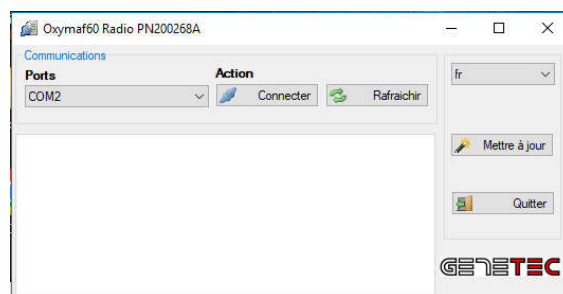 Oxymaf60 Radio PN200268A
Communications
Ports
Action
COM2
Connecter
Rafraichir
fr
Mettre à jour
Quitter
GENETEC